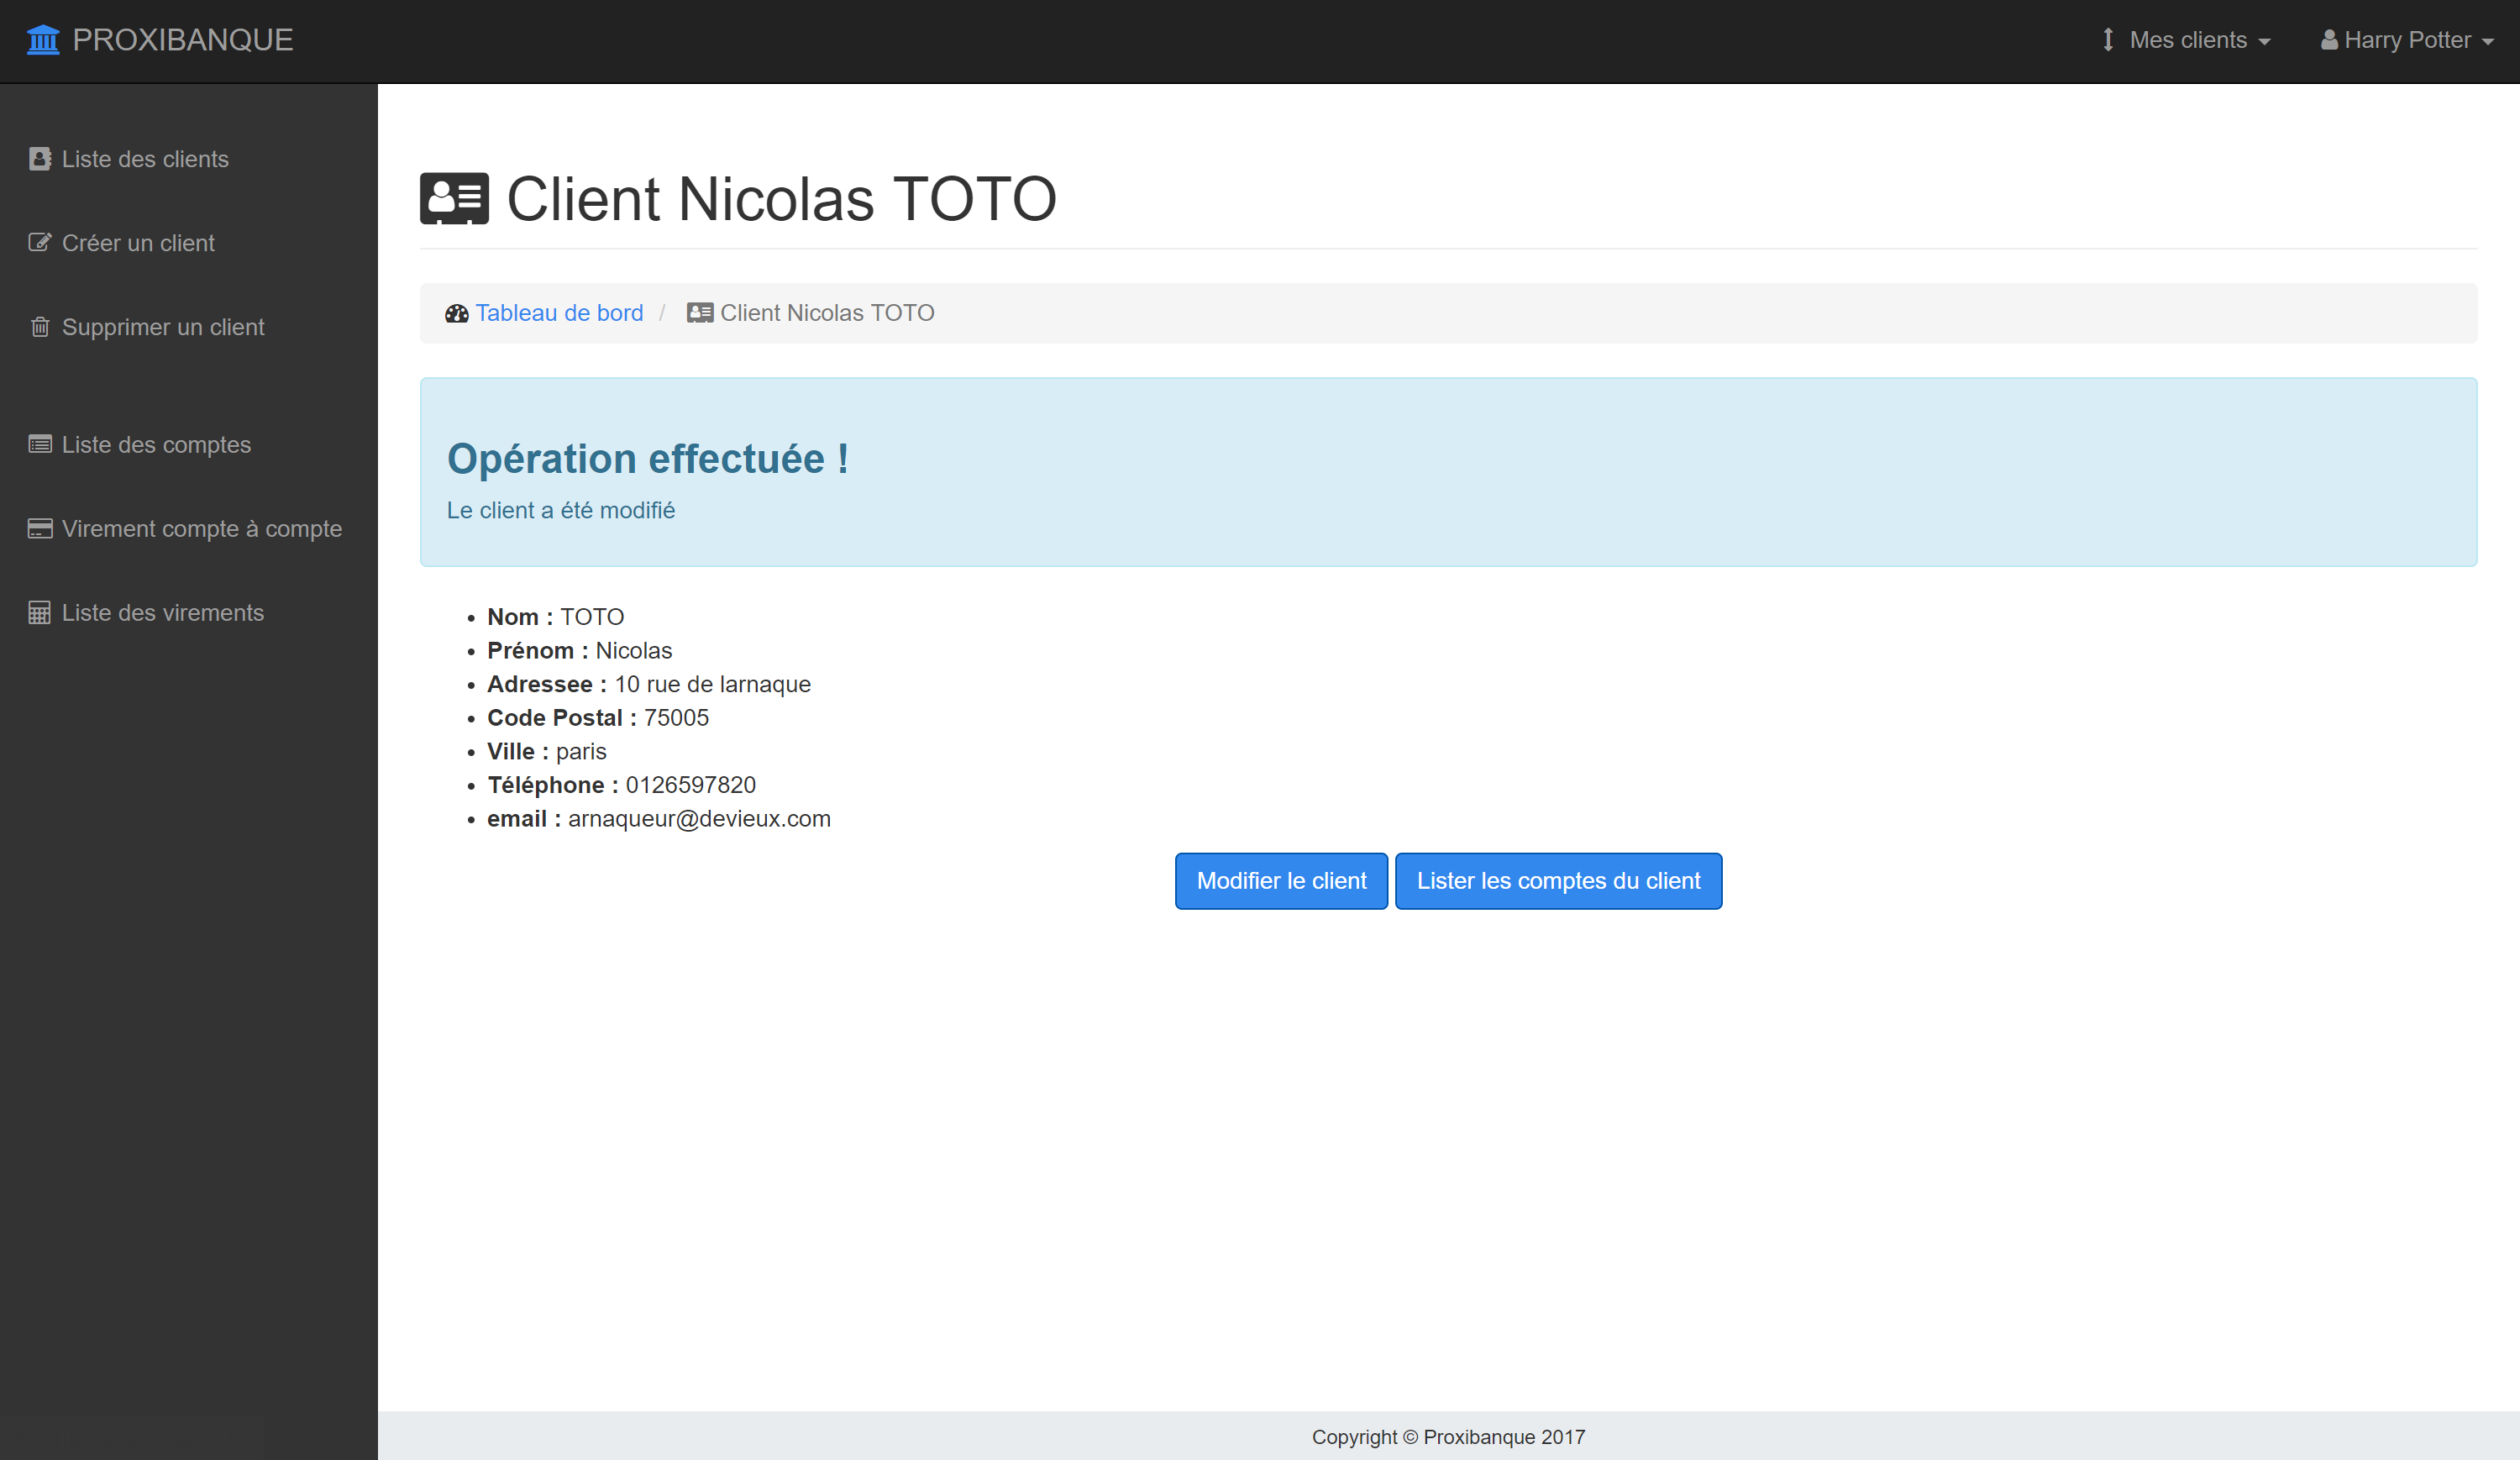 PROXIBANQUE
Mes clients
Harry Potter
Liste des clients
Créer un client
Supprimer un client
Liste des comptes
Virement compte à compte
Liste des virements
Client Nicolas TOTO
Tableau de bord / Client Nicolas TOTO
Opération effectuée !
Le client a été modifié
Nom : TOTO
Prénom : Nicolas
Adressee : 10 rue de larnaque
Code Postal : 75005
Ville : paris
Téléphone : 0126597820
email : arnaqueur@devieux.com
Modifier le client
Lister les comptes du client
Copyright © Proxibanque 2017